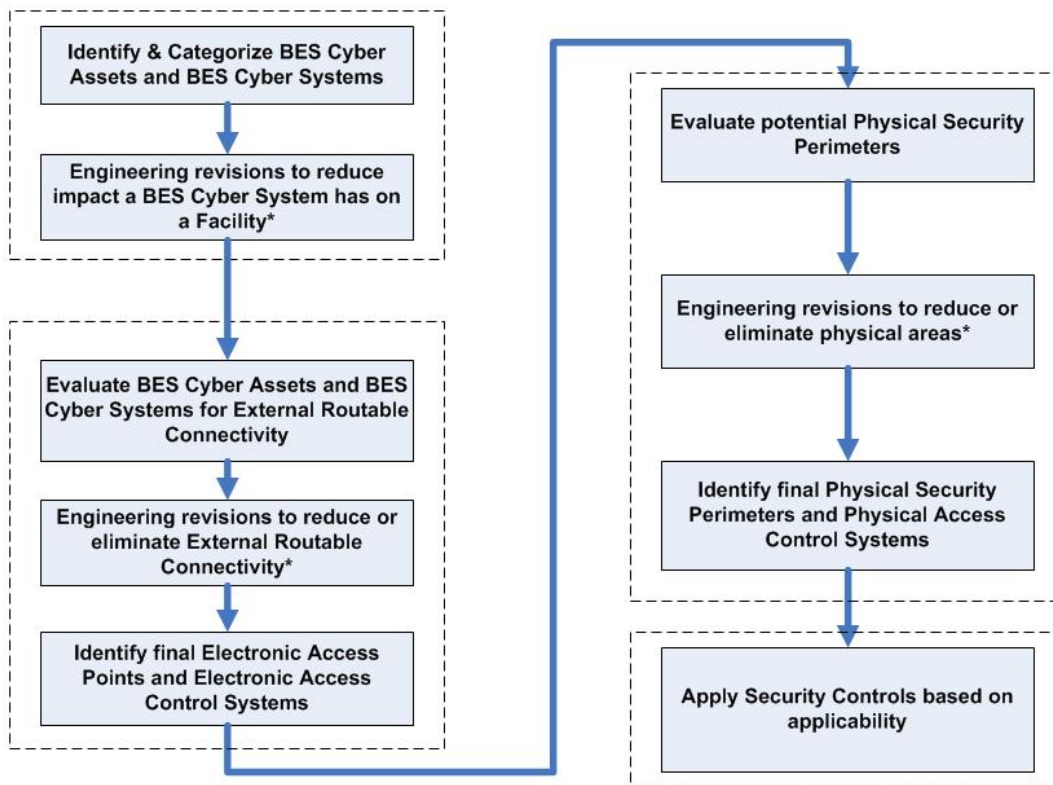 Identify & Categorize BES Cyber
Assets and BES Cyber Systems
Engineering revisions to reduce
impact a BES Cyber System has on
a Facility*
Evaluate BES Cyber Assets and BES
Cyber Systems for External Routable
Connectivity
Engineering revisions to reduce or
eliminate External Routable
Connectivity*
Identify final Electronic Access
Points and Electronic Access
Control Systems
Evaluate potential Physical Security
Perimeters
Engineering revisions to reduce or
eliminate physical areas*
Identify final Physical Security
Perimeters and Physical Access
Control Systems
Apply Security Controls based on
applicability